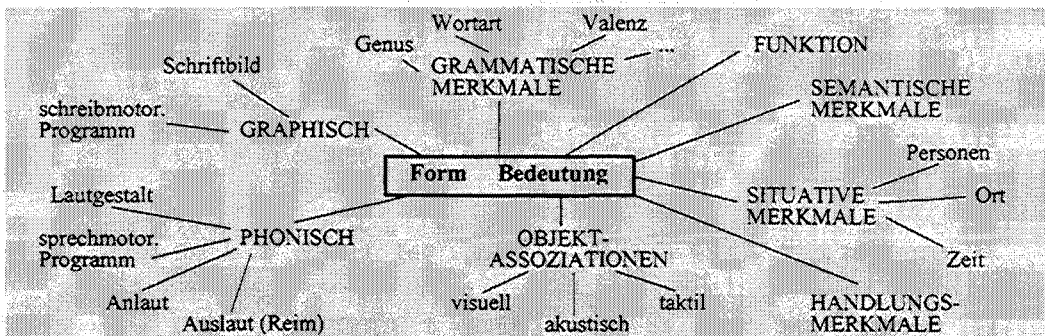 Wortart
Valenz
Genus
...
GRAMMATISCHE
MERKMALE
FUNKTION
Schriftbild
SEMANTISCHE
MERKMALE
schreibmotor.
Programm
GRAPHISCH
Form Bedeutung
Personen
Lautgestalt
SITUATIVE
MERKMALE
Ort
sprechmotor.
Programm
PHONISCH
OBJEKT-
ASSOZIATIONEN
Zeit
Anlaut
visuell
taktil
HANDLUNGS-
MERKMALE
Auslaut (Reim)
akustisch